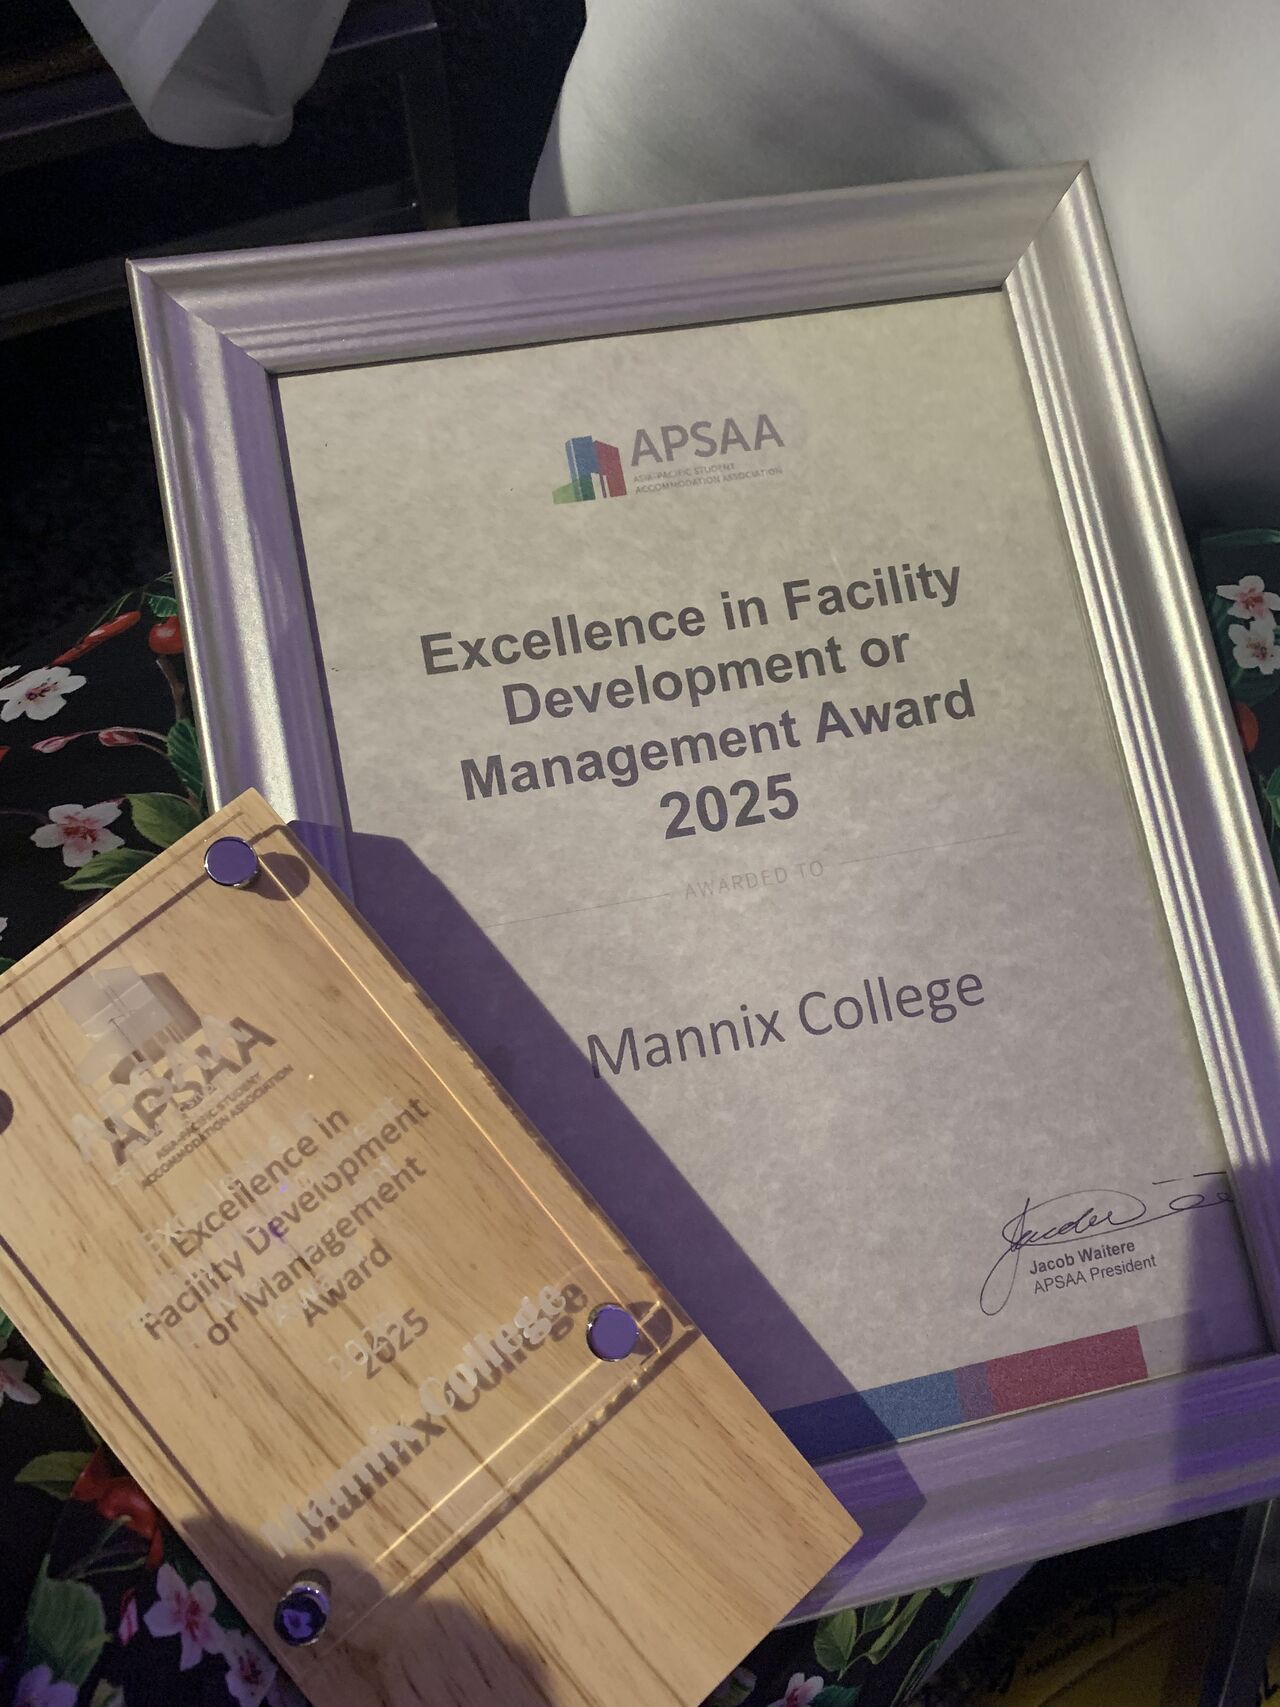 APSAA
ASIA-PACIFIC STUDENT
ACCOMMODATION ASSOCIATION
Excellence in Facility
Development or
Management Award
2025
AWARDED TO
Mannix College
Jacob Waitere
APSAA President
APSAA
ASIA-PACIFIC STUDENT
ACCOMMODATION ASSOCIATION
Excellence in
Facility Development
or Management
Award
2025
Mannix College